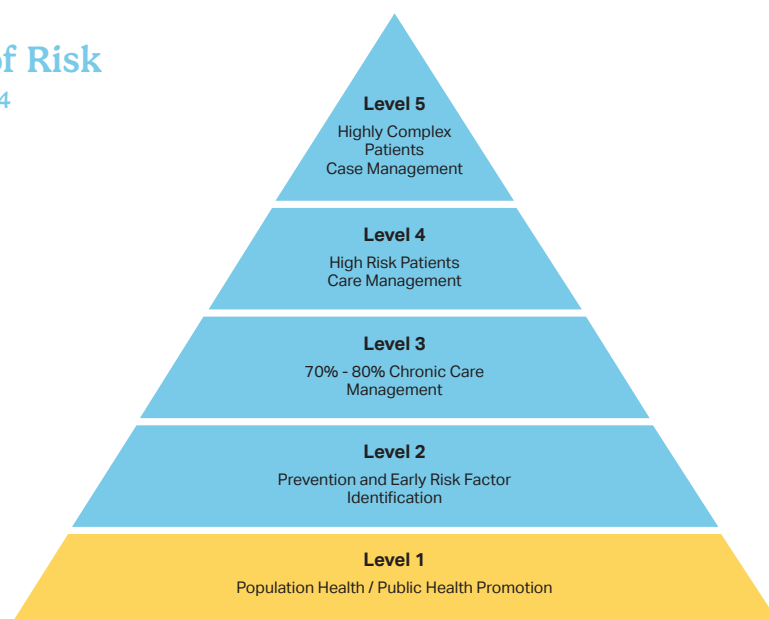 of Risk
4
Level 5
Highly Complex
Patients
Case Management
Level 4
High Risk Patients
Care Management
Level 3
70% - 80% Chronic Care
Management
Level 2
Prevention and Early Risk Factor
Identification
Level 1
Population Health / Public Health Promotion